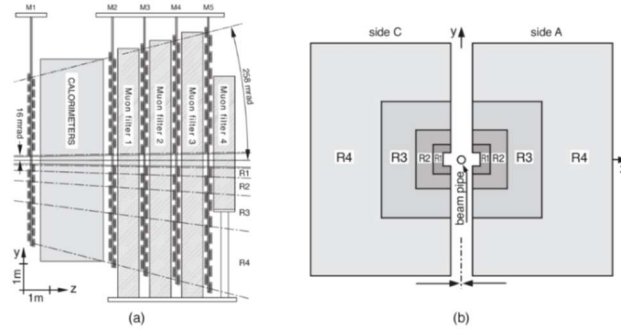 M1 M2 M3 M4 M5
16 mrad
258 mrad
CALORIMETERS
Muon filter 1
Muon filter 2
Muon filter 3
Muon filter 4
R1
R2
R3
R4
y
1m
1m
z
(a)
y
side C side A
R4 R3 R2 R1 R1 R2 R3 R4
beam pipe
(b)